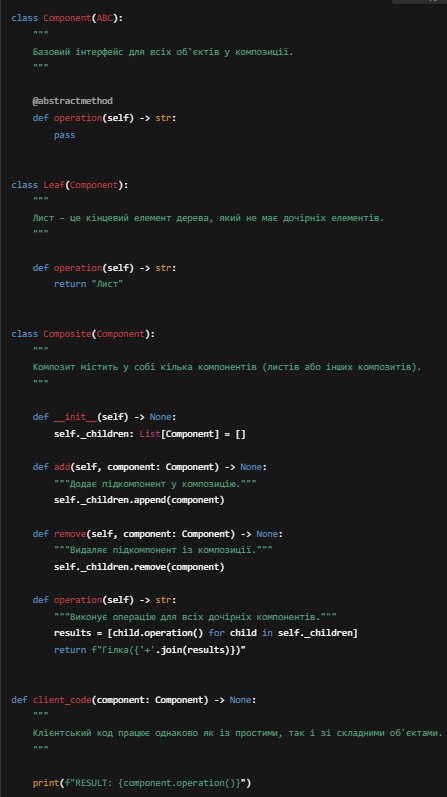 class Component(ABC):
    """
    Базовий інтерфейс для всіх об'єктів у композиції.
    """
    @abstractmethod
    def operation(self) -> str:
        pass
class Leaf(Component):
    """
    Лист – це кінцевий елемент дерева, який не має дочірніх елементів.
    """
    def operation(self) -> str:
        return "Лист"
class Composite(Component):
    """
    Композит містить у собі кілька компонентів (листів або інших композитів).
    """
    def __init__(self) -> None:
        self._children: List[Component] = []
    def add(self, component: Component) -> None:
        """Додає підкомпонент у композицію."""
        self._children.append(component)
    def remove(self, component: Component) -> None:
        """Видаляє підкомпонент із композиції."""
        self._children.remove(component)
    def operation(self) -> str:
        """Виконує операцію для всіх дочірніх компонентів."""
        results = [child.operation() for child in self._children]
        return f"Гілка({'+'.join(results)})"
def client_code(component: Component) -> None:
    """
    Клієнтський код працює однаково як із простими, так і зі складними об'єктами.
    """
    print(f"RESULT: {component.operation()}")